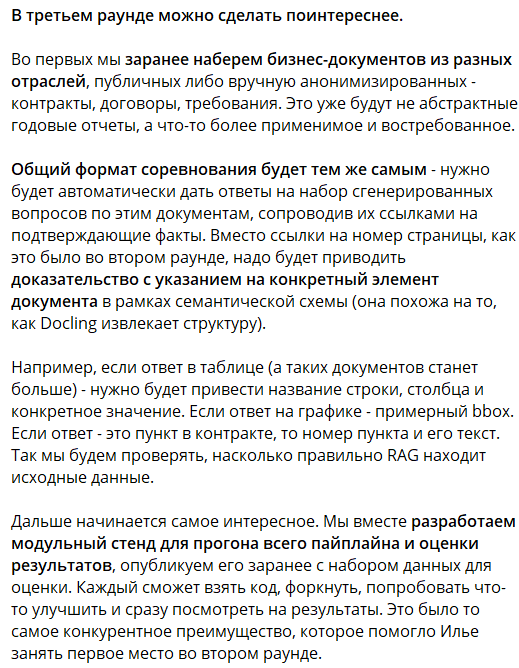 В третьем раунде можно сделать поинтереснее.
Во первых мы заранее наберем бизнес-документов из разных
отраслей, публичных либо вручную анонимизированных -
контракты, договоры, требования. Это уже будут не абстрактные
годовые отчеты, а что-то более применимое и востребованное.
Общий формат соревнования будет тем же самым - нужно
будет автоматически дать ответы на набор сгенерированных
вопросов по этим документам, сопроводив их ссылками на
подтверждающие факты. Вместо ссылки на номер страницы, как
это было во втором раунде, надо будет приводить
доказательство с указанием на конкретный элемент
документа в рамках семантической схемы (она похожа на то,
как Docling извлекает структуру).
Например, если ответ в таблице (а таких документов станет
больше) - нужно будет привести название строки, столбца и
конкретное значение. Если ответ на графике - примерный bbox.
Если ответ - это пункт в контракте, то номер пункта и его текст.
Так мы будем проверять, насколько правильно RAG находит
исходные данные.
Дальше начинается самое интересное. Мы вместе разработаем
модульный стенд для прогона всего пайплайна и оценки
результатов, опубликуем его заранее с набором данных для
оценки. Каждый сможет взять код, форкнуть, попробовать что-
то улучшить и сразу посмотреть на результаты. Это было то
самое конкурентное преимущество, которое помогло Илье
занять первое место во втором раунде.